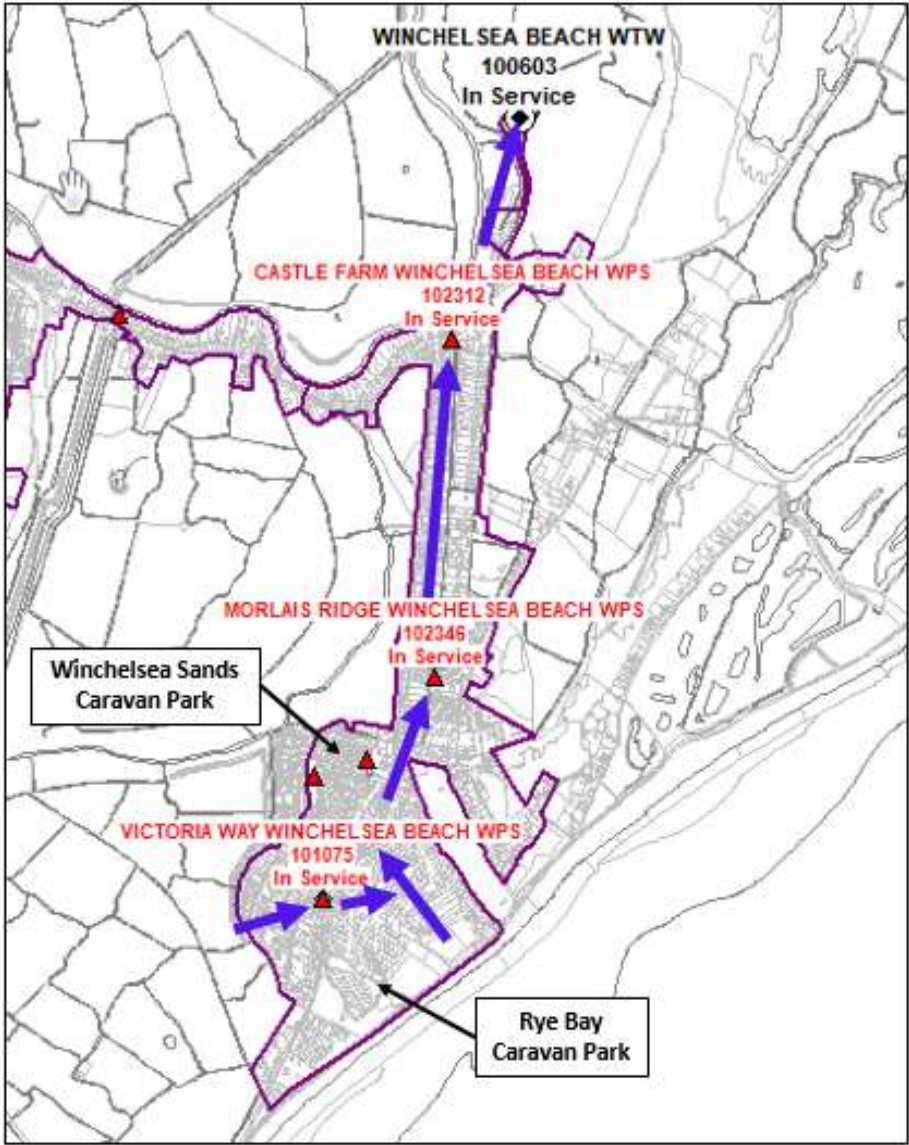 WINCHELSEA BEACH WTW
100603
In Service
CASTLE FARM WINCHELSEA BEACH WPS
102312
In Service
MORLAIS RIDGE WINCHELSEA BEACH WPS
102346
In Service
Winchelsea Sands
Caravan Park
VICTORIA WAY WINCHELSEA BEACH WPS
101075
In Service
Rye Bay
Caravan Park